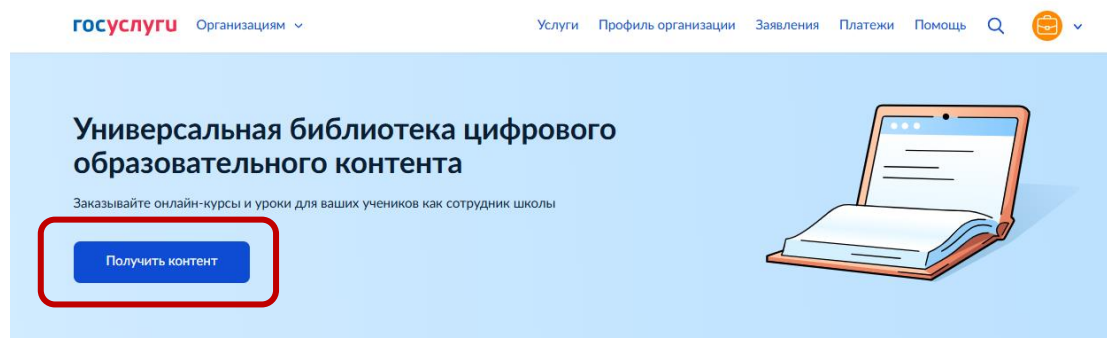 госуслуги Организациям Услуги Профиль организации Заявления Платежи Помощь
Универсальная библиотека цифрового
образовательного контента
Заказывайте онлайн-курсы и уроки для ваших учеников как сотрудник школы
Получить контент